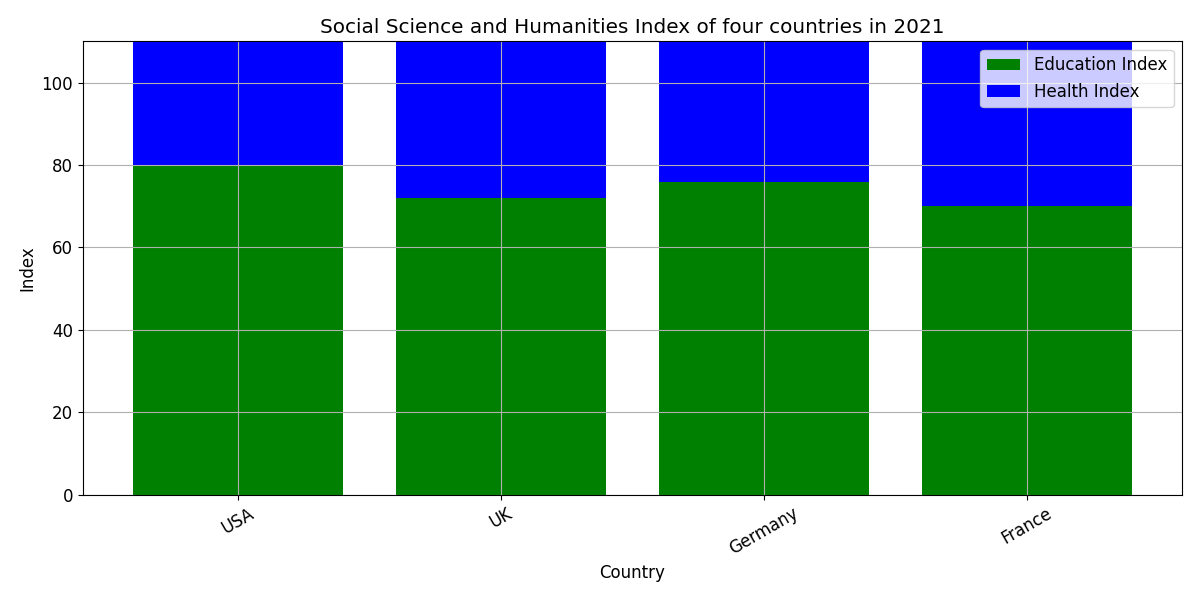 Social Science and Humanities Index of four countries in 2021
Education Index
Health Index
100
80
60
40
20
0
Index
USA
UK
Germany
France
Country